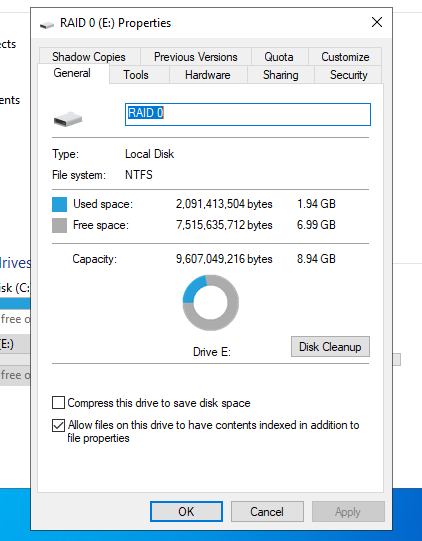 RAID 0 (E:) Properties
ects
Shadow Copies Previous Versions Quota Customize
General Tools Hardware Sharing Security
ents
RAID 0
Type: Local Disk
File system: NTFS
Used space: 2,091,413,504 bytes 1.94 GB
Free space: 7,515,635,712 bytes 6.99 GB
Capacity: 9,607,049,216 bytes 8.94 GB
drives
isk (C:
free o
(E:)
free o
Drive E: Disk Cleanup
Compress this drive to save disk space
Allow files on this drive to have contents indexed in addition to
file properties
OK Cancel Apply